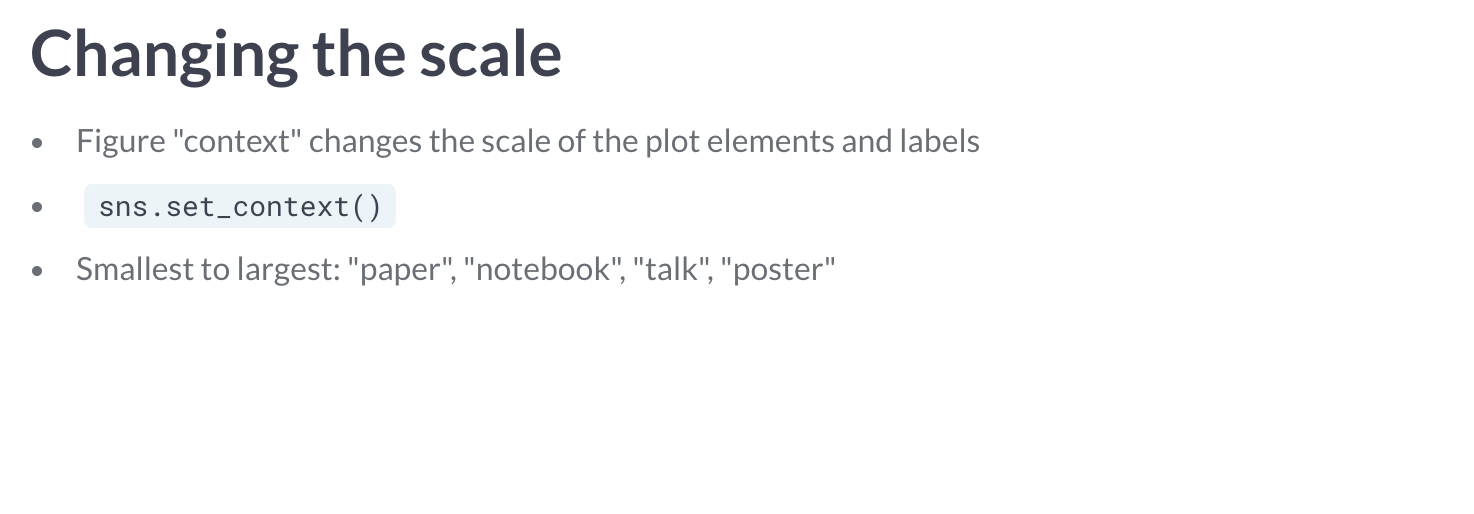 Changing the scale
• Figure "context" changes the scale of the plot elements and labels
• sns.set_context()
• Smallest to largest: "paper", "notebook", "talk", "poster"